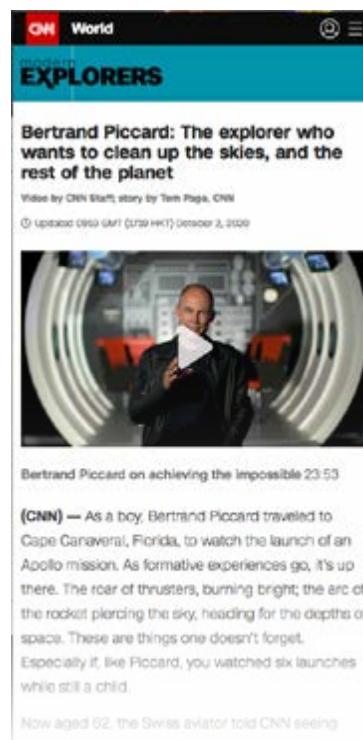 CNN World
modern
EXPLORERS
Bertrand Piccard: The explorer who
wants to clean up the skies, and the
rest of the planet
Video by CNN Staff; story by Tom Page, CNN
Updated GMT HKT) October 2, 2020
Bertrand Piccard on achieving the impossible 23:53
(CNN) — As a boy, Bertrand Piccard traveled to
Cape Canaveral, Florida, to watch the launch of an
Apollo mission. As formative experiences go, it's up
there. The roar of thrusters, burning bright; the arc of
the rocket piercing the sky, heading for the depths of
space. These are things one doesn't forget.
Especially if, like Piccard, you watched six launches
while still a child.
Now aged 62, the Swiss aviator told CNN seeing